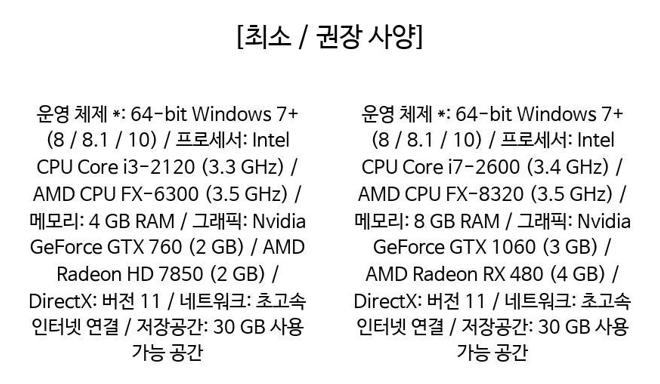 [최소 / 권장 사양]
운영 체제 *: 64-bit Windows 7+
(8 / 8.1 / 10) / 프로세서: Intel
CPU Core i3-2120 (3.3 GHz) /
AMD CPU FX-6300 (3.5 GHz) /
메모리: 4 GB RAM / 그래픽: Nvidia
GeForce GTX 760 (2 GB) / AMD
Radeon HD 7850 (2 GB) /
DirectX: 버전 11 / 네트워크: 초고속
인터넷 연결 / 저장공간: 30 GB 사용
가능 공간
운영 체제 *: 64-bit Windows 7+
(8 / 8.1 / 10) / 프로세서: Intel
CPU Core i7-2600 (3.4 GHz) /
AMD CPU FX-8320 (3.5 GHz) /
메모리: 8 GB RAM / 그래픽: Nvidia
GeForce GTX 1060 (3 GB) /
AMD Radeon RX 480 (4 GB) /
DirectX: 버전 11 / 네트워크: 초고속
인터넷 연결 / 저장공간: 30 GB 사용
가능 공간